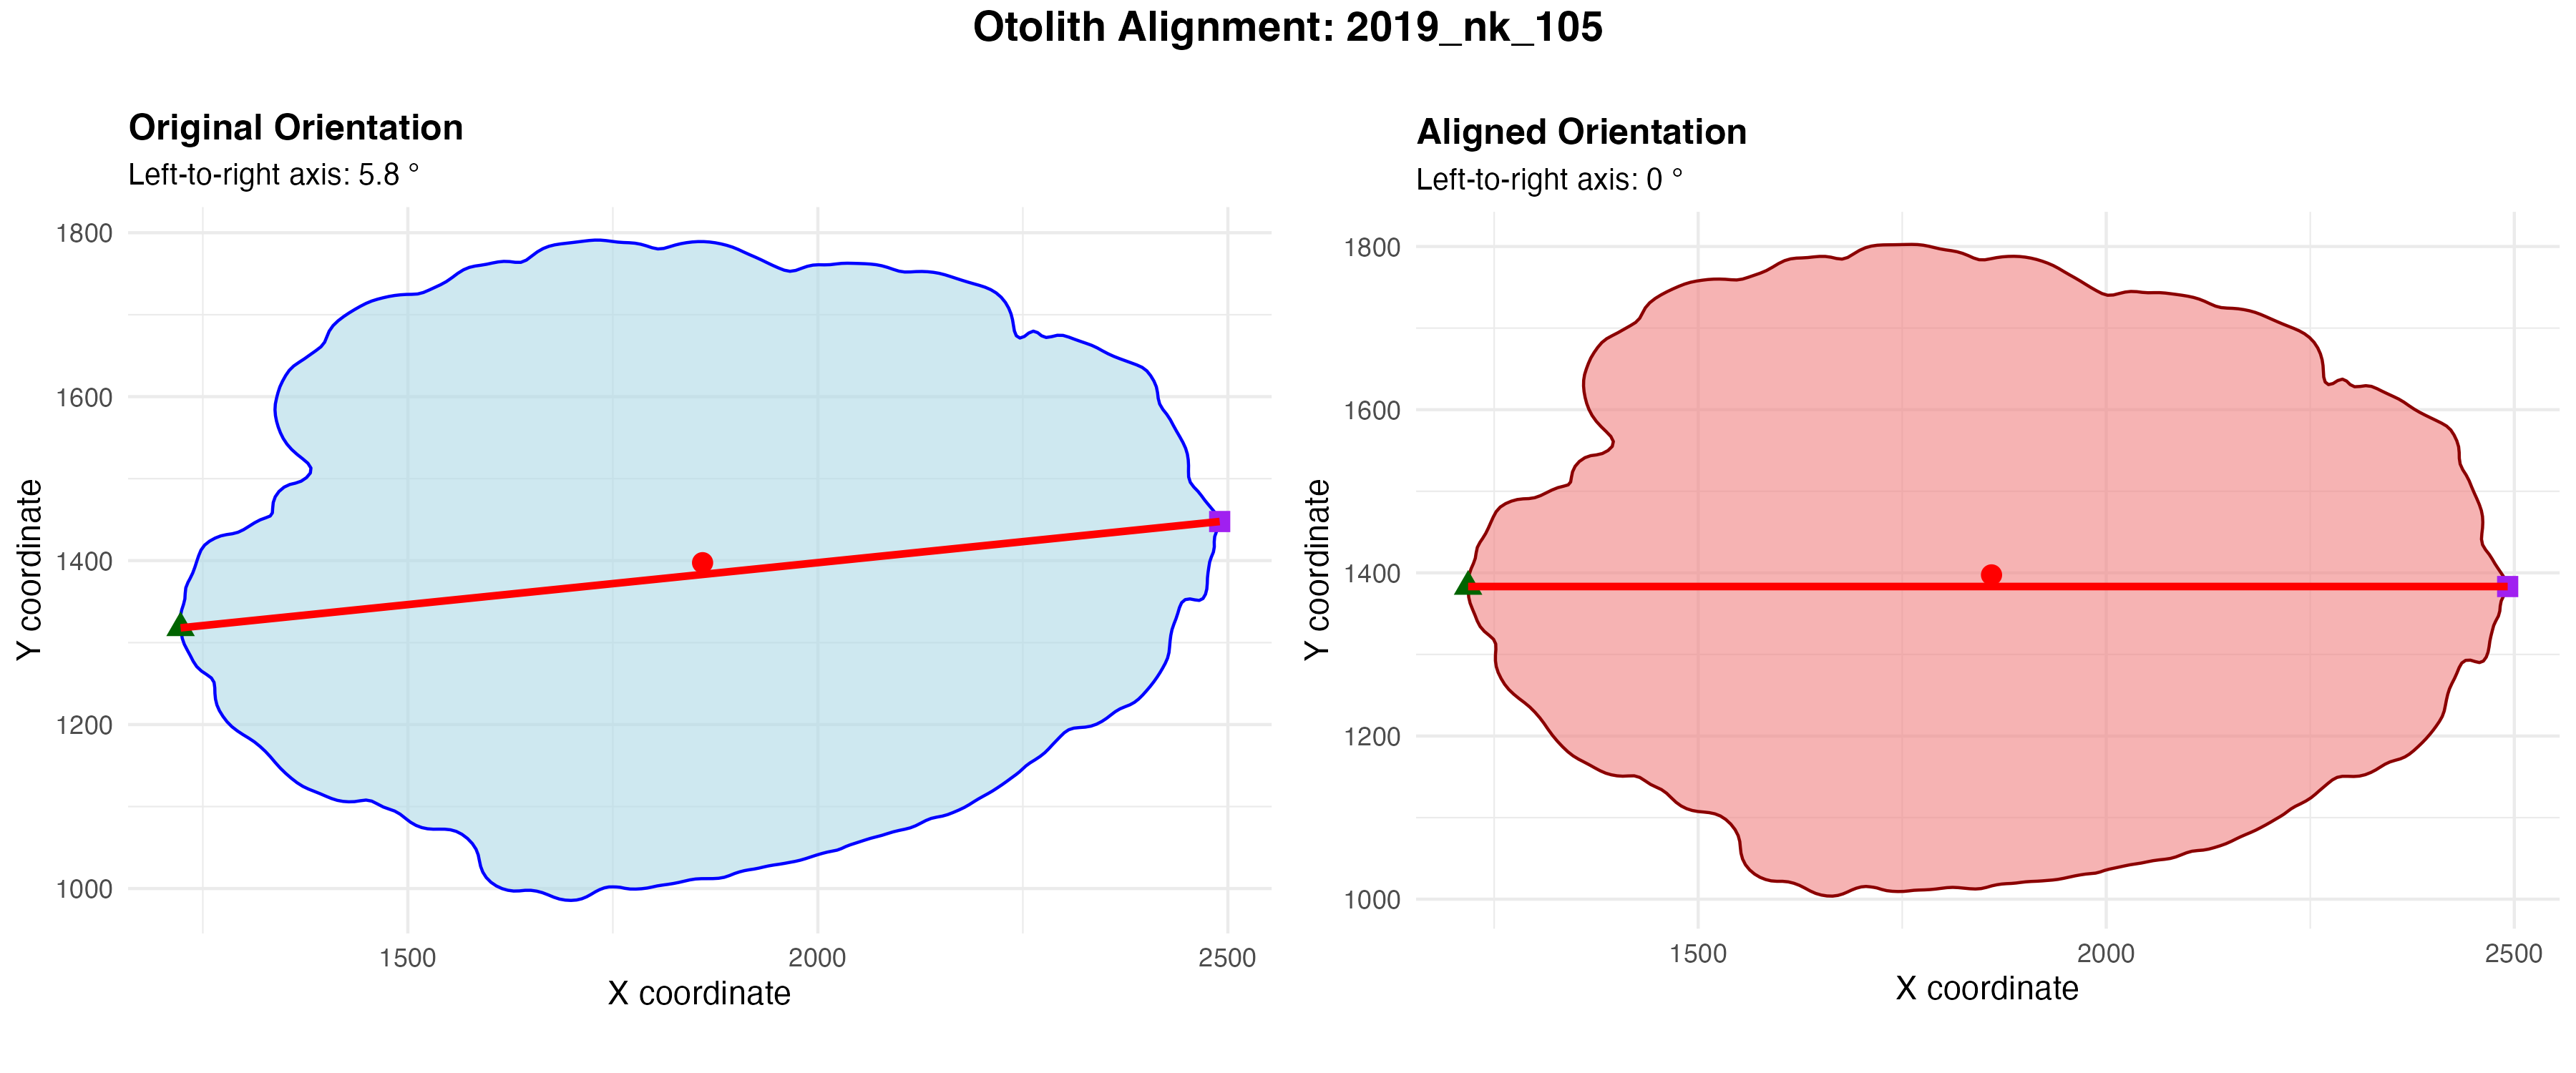 Otolith Alignment: 2019_nk_105
Original Orientation
Left-to-right axis: 5.8 °
1800
1600
1400
1200
1000
Y coordinate
1500
2000
2500
X coordinate
Aligned Orientation
Left-to-right axis: 0 °
1800
1600
1400
1200
1000
Y coordinate
1500
2000
2500
X coordinate